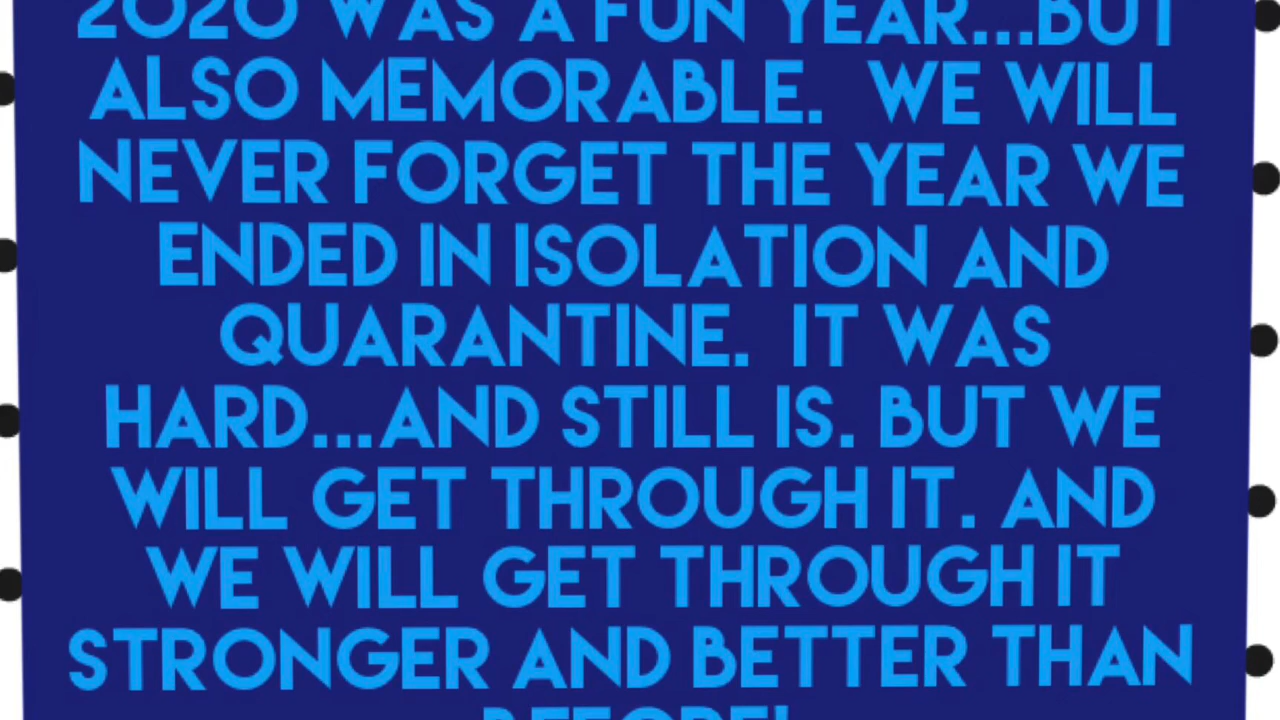 2020 WAS A FUN YEAR...BUT
ALSO MEMORABLE. WE WILL
NEVER FORGET THE YEAR WE
ENDED IN ISOLATION AND
QUARANTINE. IT WAS
HARD...AND STILL IS. BUT WE
WILL GET THROUGH IT. AND
WE WILL GET THROUGH IT
STRONGER AND BETTER THAN
BEFORE!